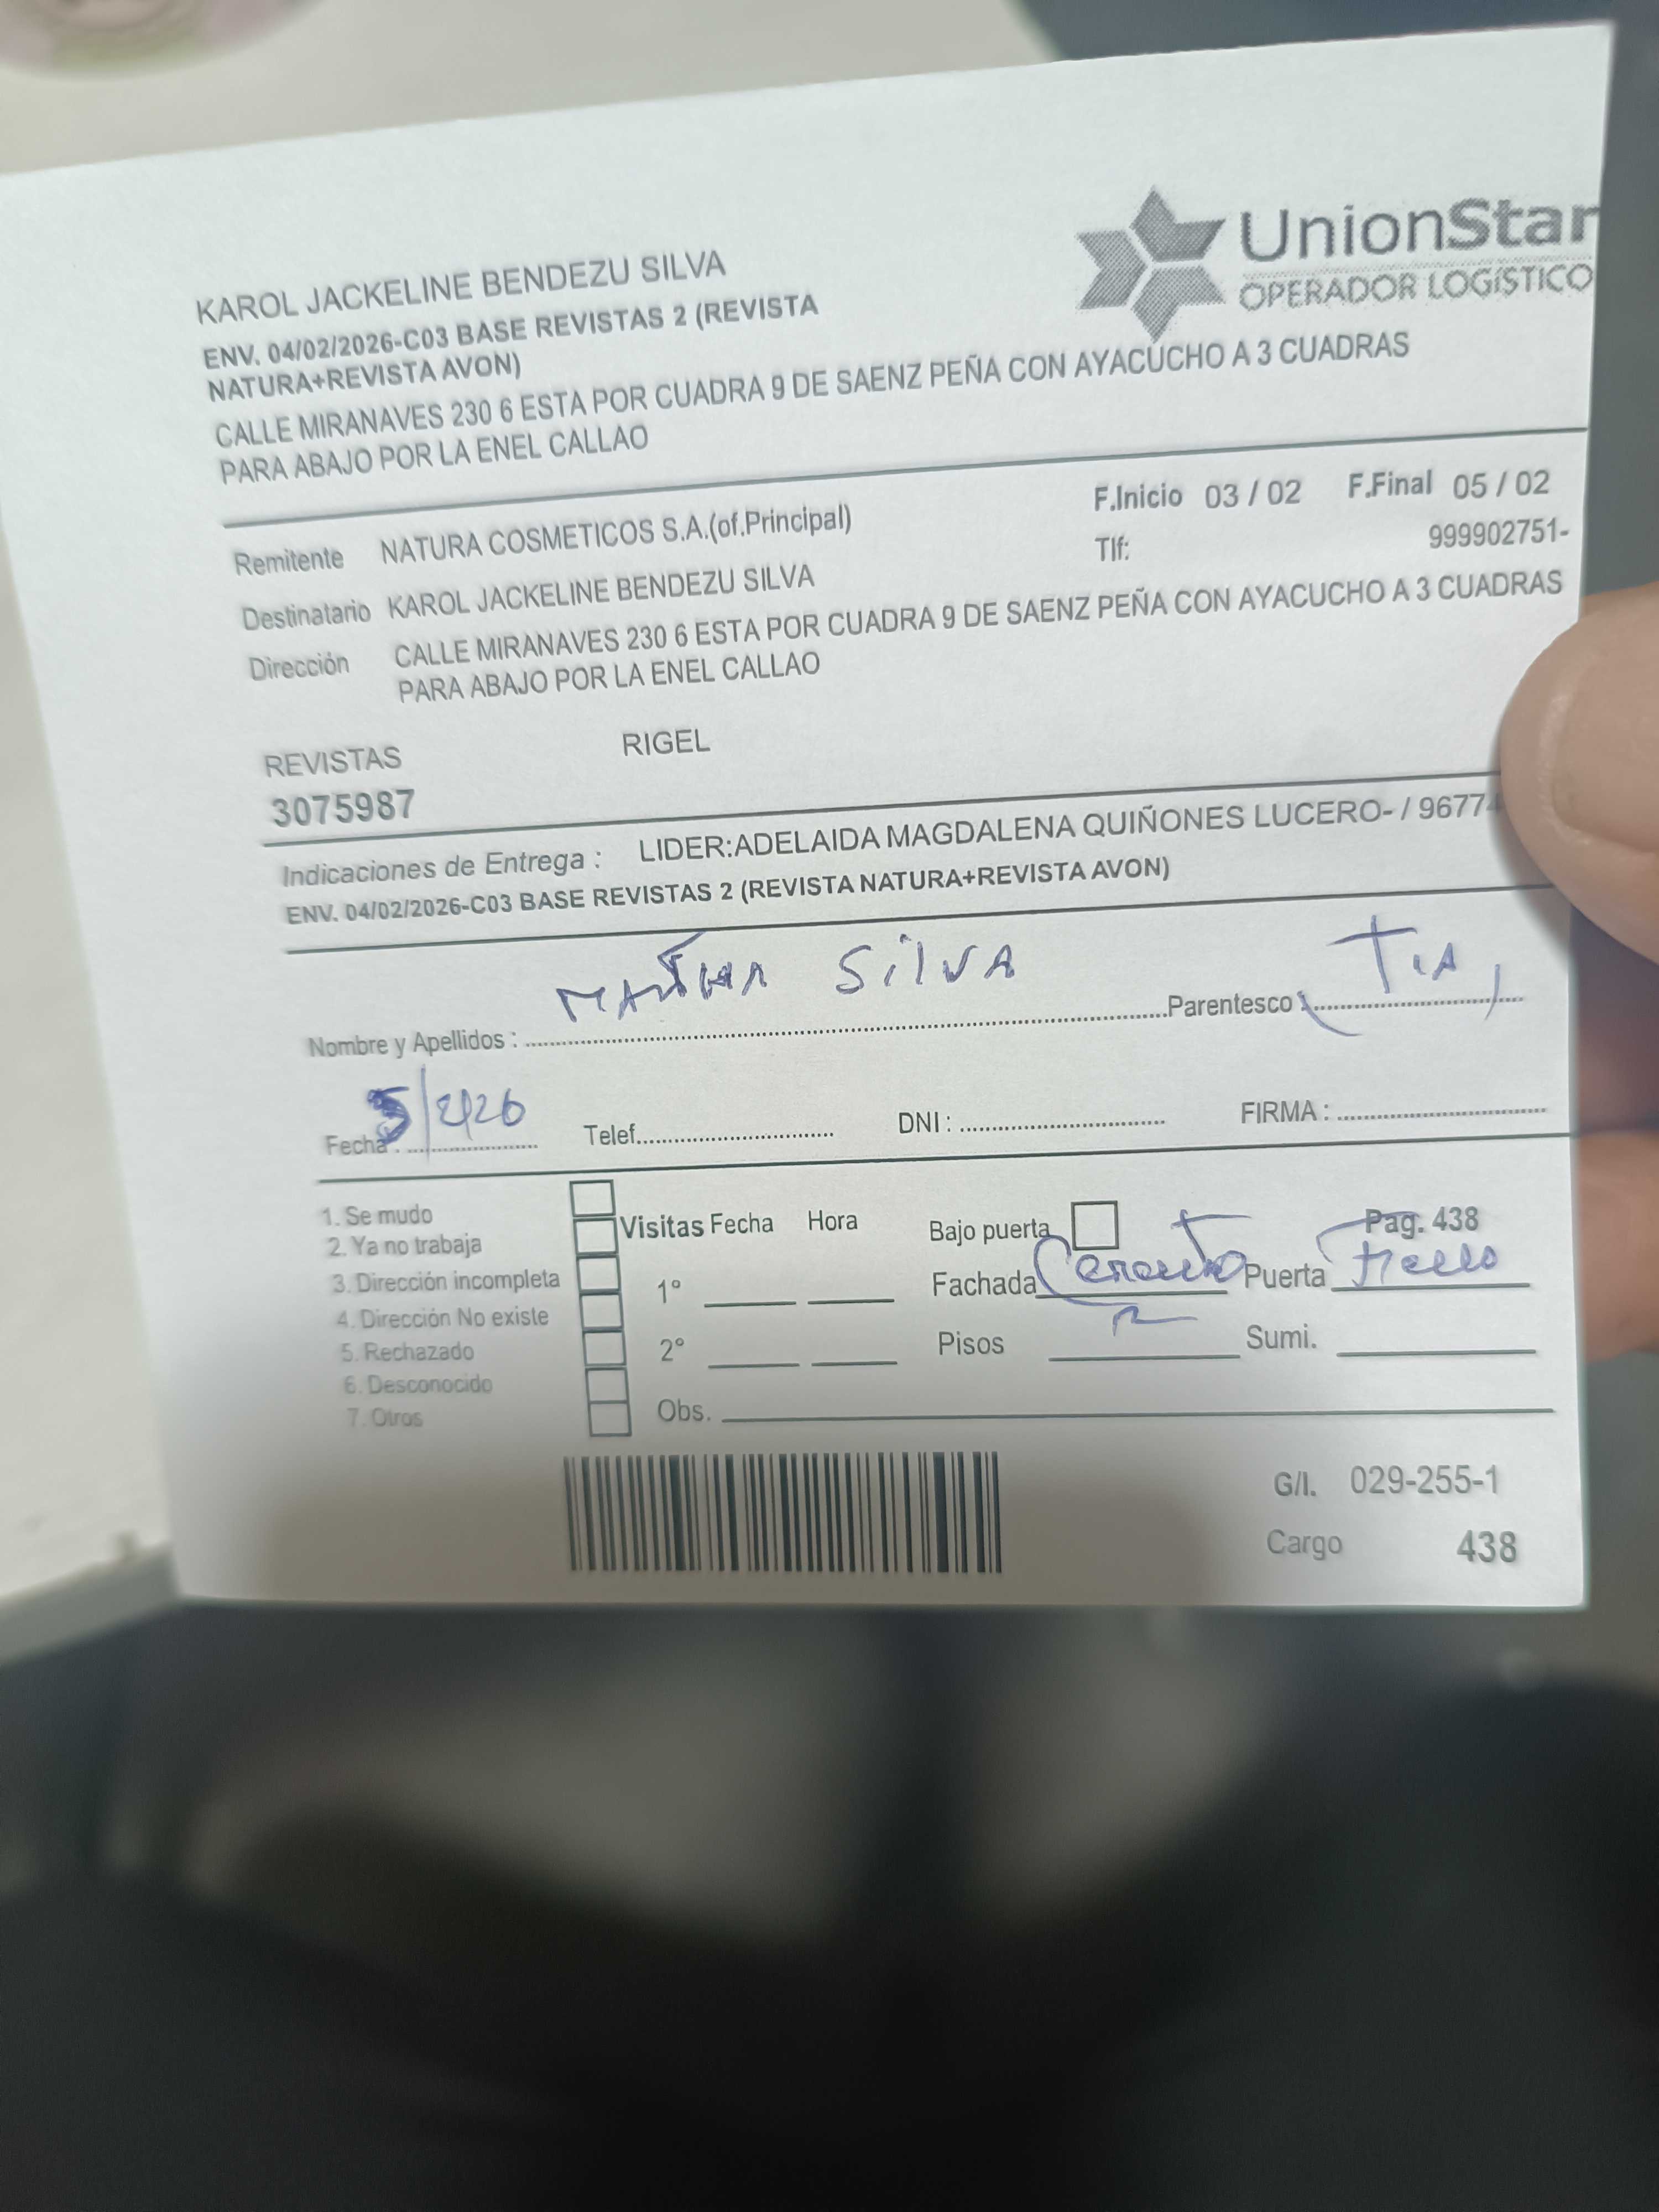 UnionStar
OPERADOR LOGÍSTICO
KAROL JACKELINE BENDEZU SILVA
ENV. 04/02/2026-C03 BASE REVISTAS 2 (REVISTA
NATURA+REVISTA AVON)
CALLE MIRANAVES 230 6 ESTA POR CUADRA 9 DE SAENZ PEÑA CON AYACUCHO A 3 CUADRAS
PARA ABAJO POR LA ENEL CALLAO
Remitente NATURA COSMETICOS S.A.(of.Principal) F.Inicio 03 / 02 F.Final 05 / 02
Tlf: 999902751-
Destinatario KAROL JACKELINE BENDEZU SILVA
Dirección CALLE MIRANAVES 230 6 ESTA POR CUADRA 9 DE SAENZ PEÑA CON AYACUCHO A 3 CUADRAS
PARA ABAJO POR LA ENEL CALLAO
REVISTAS RIGEL
3075987
Indicaciones de Entrega : LIDER:ADELAIDA MAGDALENA QUIÑONES LUCERO- / 96774
ENV. 04/02/2026-C03 BASE REVISTAS 2 (REVISTA NATURA+REVISTA AVON)
Nombre y Apellidos : MARTHA SilVA Parentesco : TIA
Fecha : 5/2/26 Telef. DNI : FIRMA :
1. Se mudo
2. Ya no trabaja
3. Dirección incompleta
4. Dirección No existe
5. Rechazado
6. Desconocido
7. Otros
Visitas Fecha Hora
1º
2º
Obs.
Bajo puerta Pag. 438
Fachada Puerta
Pisos Sumi.
G/I. 029-255-1
Cargo 438